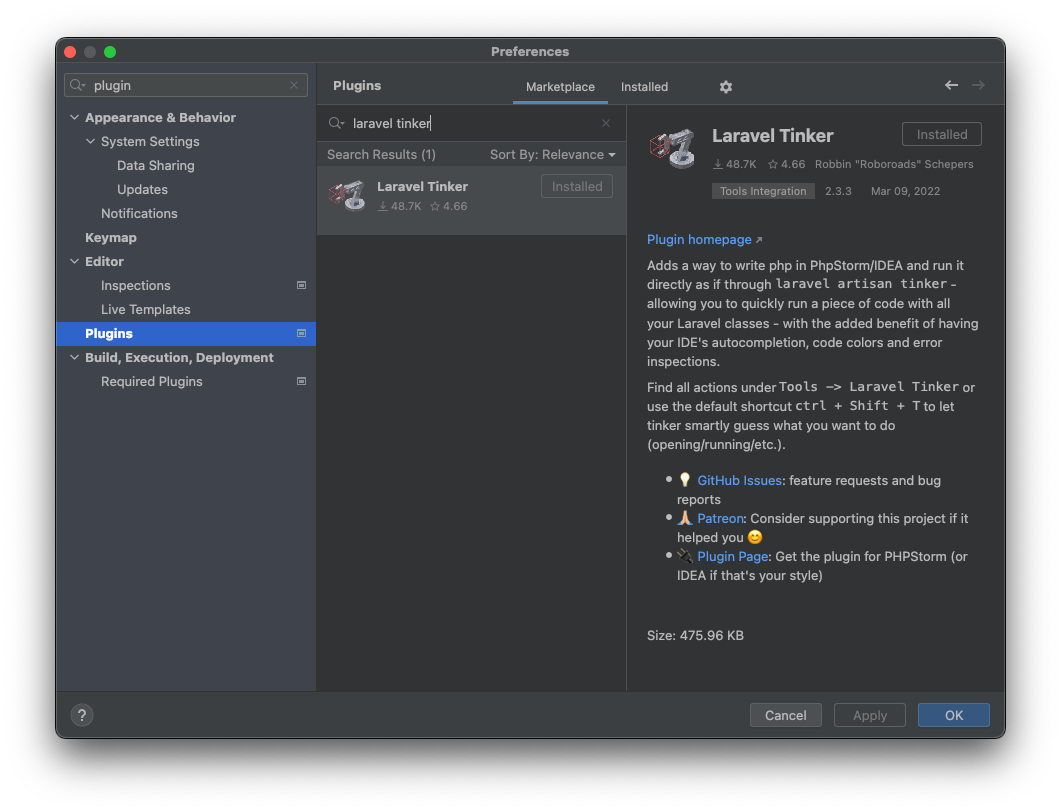 Preferences
plugin
Appearance & Behavior
System Settings
Data Sharing
Updates
Notifications
Keymap
Editor
Inspections
Live Templates
Plugins
Build, Execution, Deployment
Required Plugins
Plugins
Marketplace
Installed
laravel tinker
Search Results (1)
Sort By: Relevance
Laravel Tinker
48.7K 4.66
Installed
Laravel Tinker
Installed
48.7K 4.66 Robbin "Roboroads" Schepers
Tools Integration 2.3.3 Mar 09, 2022
Plugin homepage ↗
Adds a way to write php in PhpStorm/IDEA and run it
directly as if through laravel artisan tinker -
allowing you to quickly run a piece of code with all
your Laravel classes - with the added benefit of having
your IDE's autocompletion, code colors and error
inspections.
Find all actions under Tools -> Laravel Tinker or
use the default shortcut ctrl + Shift + T to let
tinker smartly guess what you want to do
(opening/running/etc.).
• 💡 GitHub Issues: feature requests and bug
reports
• 🙏🏼 Patreon: Consider supporting this project if it
helped you 😊
• 🔌 Plugin Page: Get the plugin for PHPStorm (or
IDEA if that's your style)
Size: 475.96 KB
?
Cancel
Apply
OK